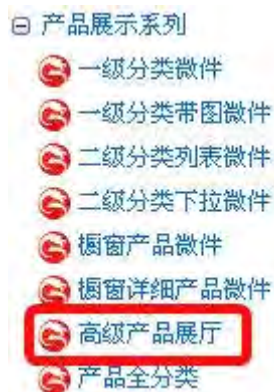 产品展示系列
一级分类微件
一级分类带图微件
二级分类列表微件
二级分类下拉微件
橱窗产品微件
橱窗详细产品微件
高级产品展厅
产品全分类